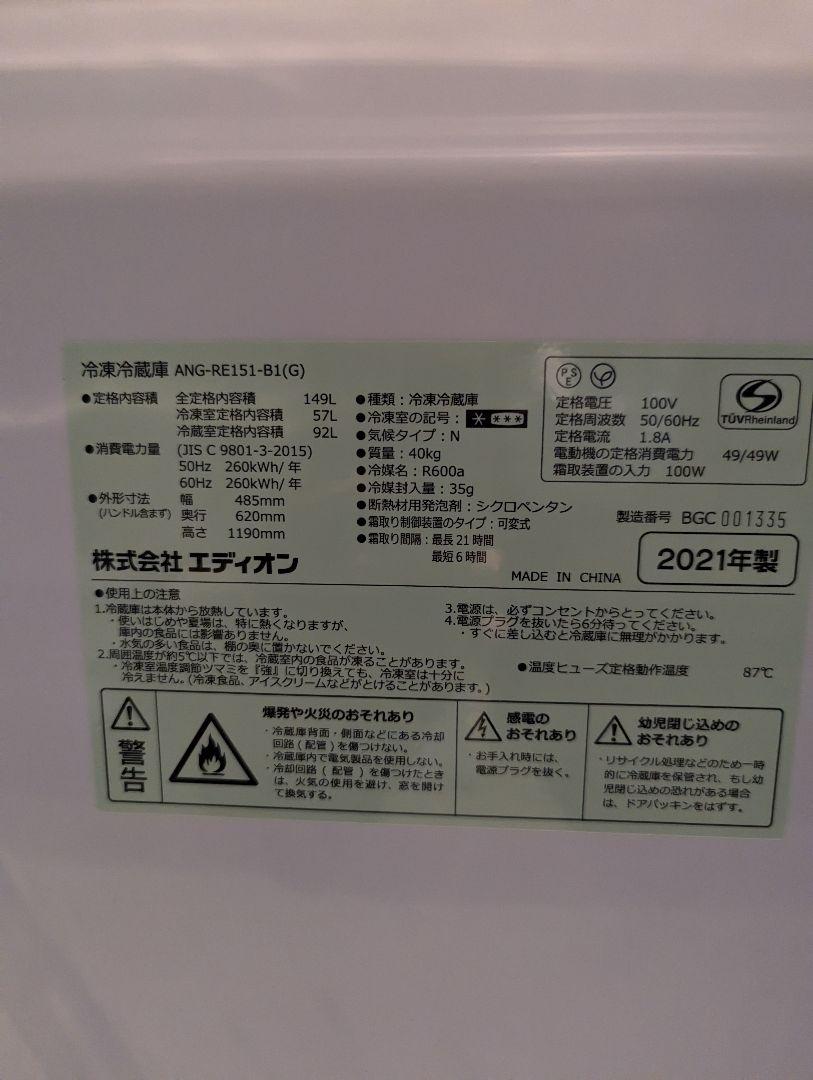 冷凍冷蔵庫 ANG-RE151-B1(G)
●定格内容積 全定格内容積 149L
冷凍室定格内容積 57L
冷蔵室定格内容積 92L
●消費電力量 (JIS C 9801-3-2015)
50Hz 260kWh/年
60Hz 260kWh/年
●外形寸法 幅 485mm
(ハンドル含まず) 奥行 620mm
高さ 1190mm
株式会社 エディオン
●種類：冷凍冷蔵庫
●冷凍室の記号：* ***
●気候タイプ：N
●質量：40kg
●冷媒名：R600a
●冷媒封入量：35g
●断熱材用発泡剤：シクロペンタン
●霜取り制御装置のタイプ：可変式
●霜取り間隔：最長21時間
最短6時間
PSE
定格電圧 100V
定格周波数 50/60Hz
定格電流 1.8A
電動機の定格消費電力 49/49W
霜取装置の入力 100W
TÜVRheinland
製造番号 BGC 001335
MADE IN CHINA
2021年製
●使用上の注意
1.冷蔵庫は本体から放熱しています。
・使いはじめや夏場は、特に熱くなりますが、
庫内の食品には影響ありません。
・水気の多い食品は、棚の奥に置かないでください。
2.周囲温度が約5℃以下では、冷蔵室内の食品が凍ることがあります。
・冷凍室温度調節ツマミを『強』に切り換えても、冷凍室は十分に
冷えません。(冷凍食品、アイスクリームなどがとけることがあります。)
3.電源は、必ずコンセントからとってください。
4.電源プラグを抜いたら6分待ってください。
・すぐに差し込むと冷蔵庫に無理がかかります。
●温度ヒューズ定格動作温度 87℃
警告
爆発や火災のおそれあり
・冷蔵庫背面・側面などにある冷却
回路(配管)を傷つけない。
・冷蔵庫内で電気製品を使用しない。
・冷却回路(配管)を傷つけたとき
は、火気の使用を避け、窓を開け
て換気する。
感電の
おそれあり
・お手入れ時には、
電源プラグを抜く。
幼児閉じ込めの
おそれあり
・リサイクル処理などのため一時
的に冷蔵庫を保管され、もし幼
児閉じ込めの恐れがある場合
は、ドアパッキンをはずす。